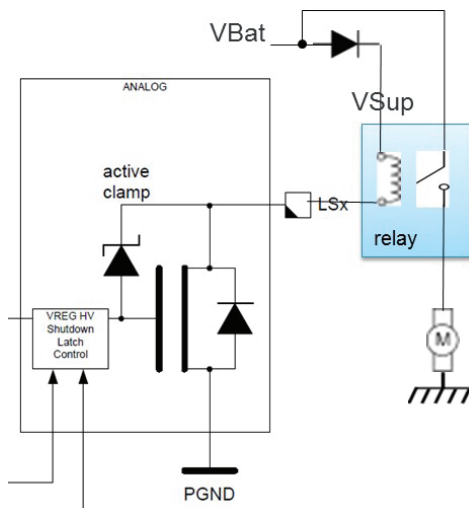 VBat
ANALOG
VSup
active
clamp
LSx
relay
VREG HV
Shutdown
Latch
Control
M
PGND